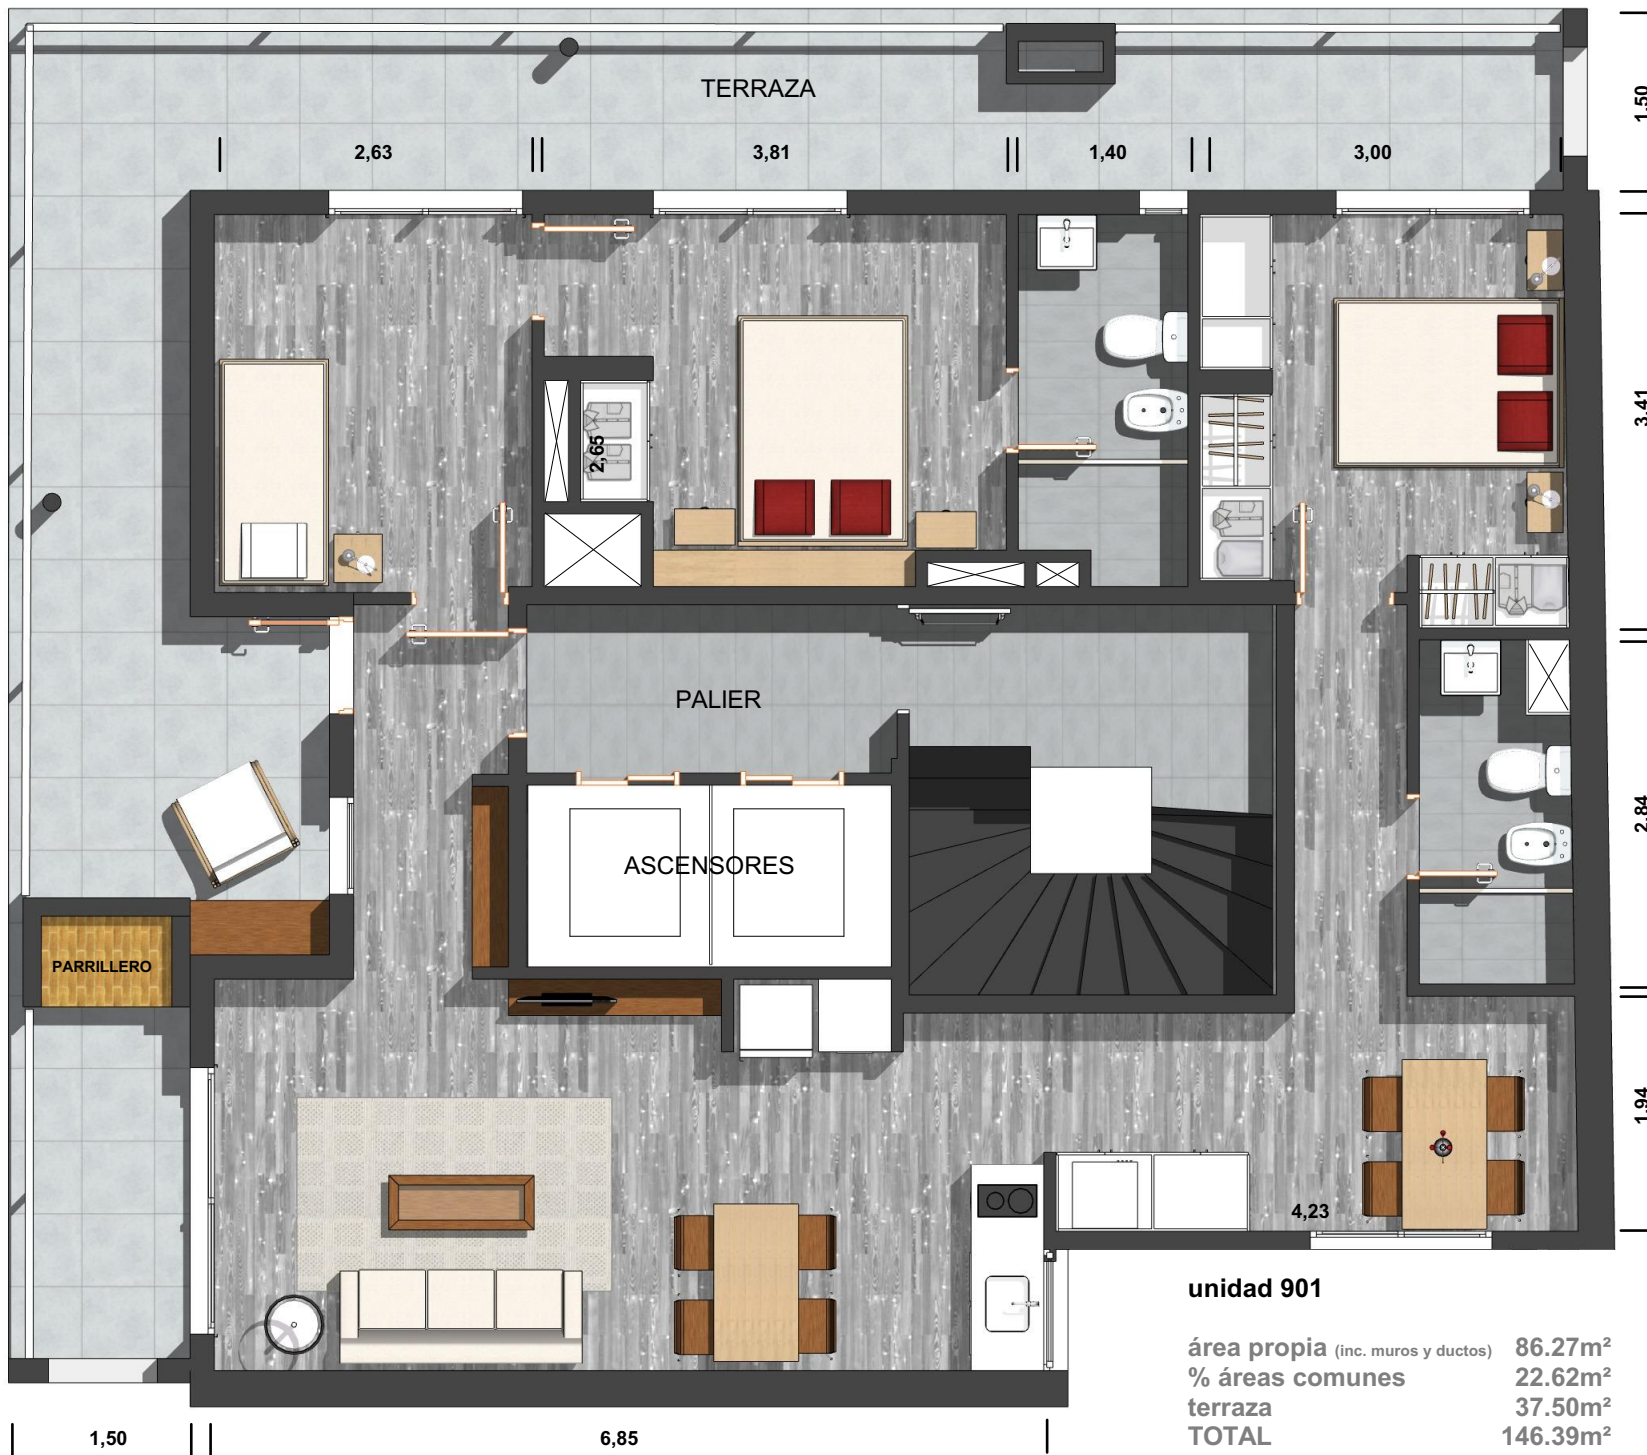 TERRAZA
1,50
2,63
3,81
1,40
3,00
3,41
2,65
PALIER
2,84
ASCENSORES
PARRILLERO
1,94
4,23
unidad 901
área propia (inc. muros y ductos) 86.27m²
% áreas comunes 22.62m²
terraza 37.50m²
TOTAL 146.39m²
1,50
6,85